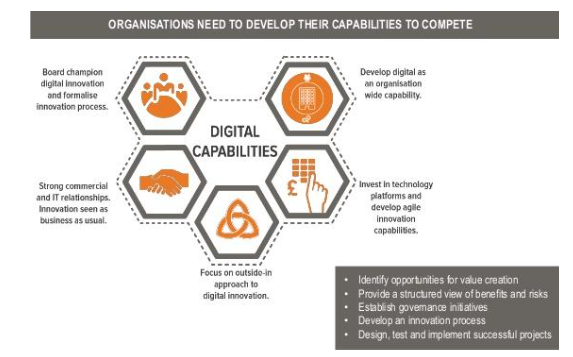 ORGANISATIONS NEED TO DEVELOP THEIR CAPABILITIES TO COMPETE
Board champion
digital innovation
and formalise
innovation process.
Develop digital as
an organisation
wide capability.
DIGITAL
CAPABILITIES
Strong commercial
and IT relationships.
Innovation seen as
business as usual.
£
Invest in technology
platforms and
develop agile
innovation
capabilities.
Focus on outside-in
approach to
digital innovation.
• Identify opportunities for value creation
• Provide a structured view of benefits and risks
• Establish governance initiatives
• Develop an innovation process
• Design, test and implement successful projects